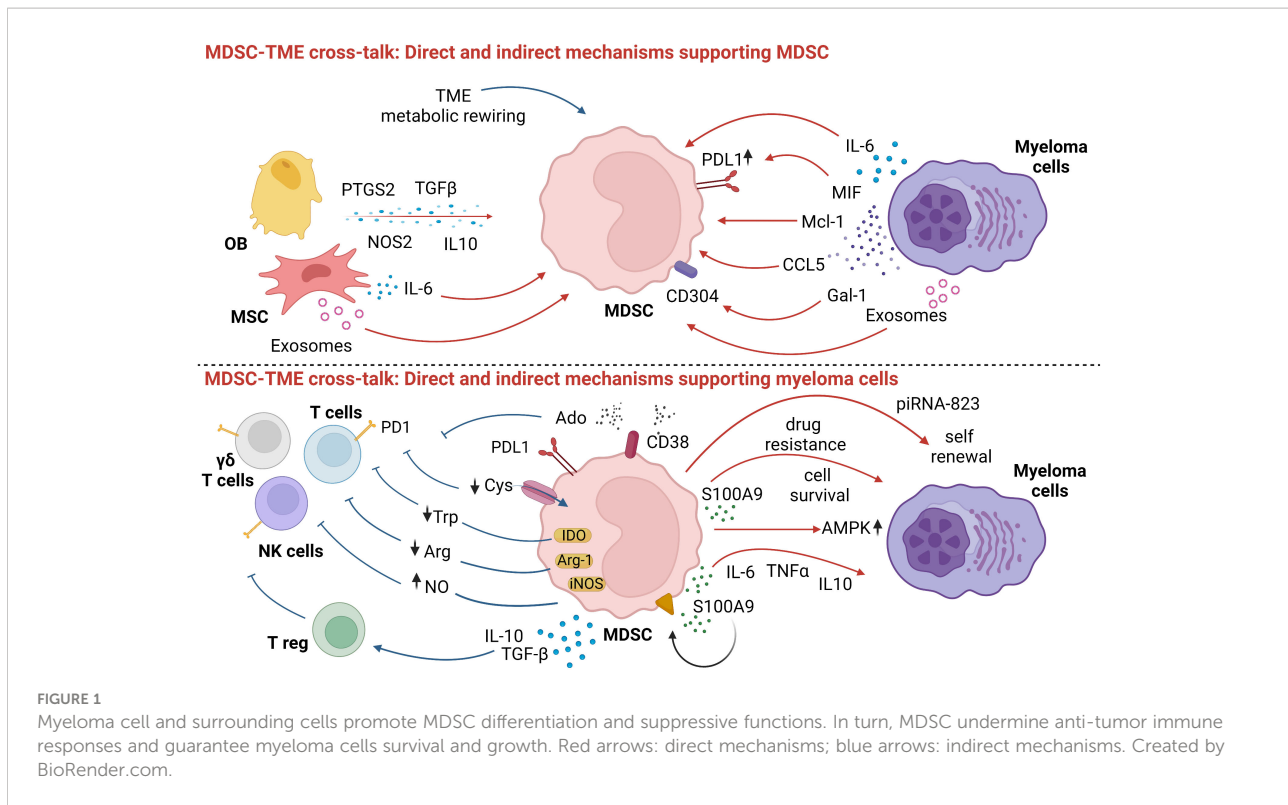 MDSC-TME cross-talk: Direct and indirect mechanisms supporting MDSC
TME
metabolic rewiring
OB
PTGS2 TGFβ
NOS2 IL10
MSC
IL-6
Exosomes
PDL1
MDSC
CD304
IL-6
MIF
Mcl-1
CCL5
Gal-1
Exosomes
Myeloma
cells
MDSC-TME cross-talk: Direct and indirect mechanisms supporting myeloma cells
T cells
PD1
γδ
T cells
NK cells
T reg
Ado
CD38
PDL1
Cys
Trp
Arg
NO
IDO
Arg-1
iNOS
IL-10
TGF-β
MDSC
piRNA-823
self
renewal
drug
resistance
cell
survival
S100A9
AMPK
IL-6 TNFα IL10
S100A9
Myeloma
cells
FIGURE 1
Myeloma cell and surrounding cells promote MDSC differentiation and suppressive functions. In turn, MDSC undermine anti-tumor immune
responses and guarantee myeloma cells survival and growth. Red arrows: direct mechanisms; blue arrows: indirect mechanisms. Created by
BioRender.com.